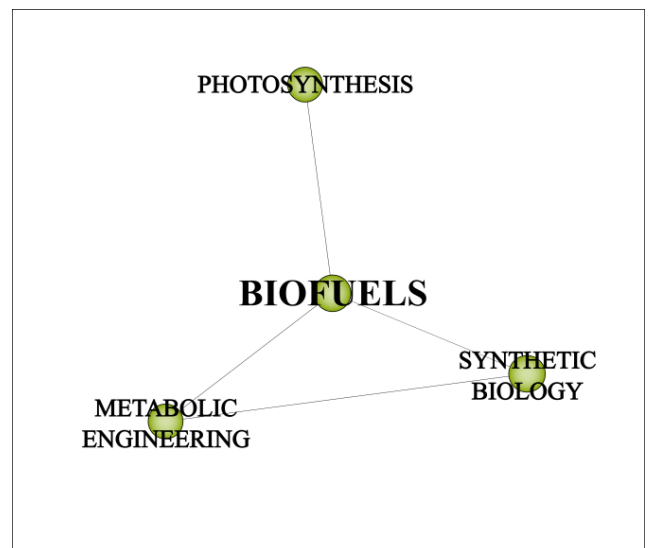 PHOTOSYNTHESIS
BIOFUELS
SYNTHETIC
BIOLOGY
METABOLIC
ENGINEERING